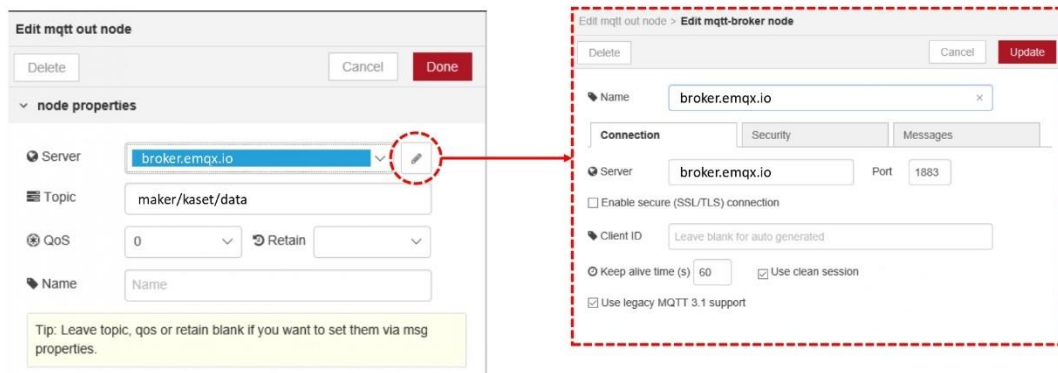 Edit mqtt out node
Delete
Cancel
Done
node properties
Server
broker.emqx.io
Topic
maker/kaset/data
QoS
0
Retain
Name
Name
Tip: Leave topic, qos or retain blank if you want to set them via msg
properties.
Edit mqtt out node > Edit mqtt-broker node
Delete
Cancel
Update
Name
broker.emqx.io
Connection
Security
Messages
Server
broker.emqx.io
Port
1883
Enable secure (SSL/TLS) connection
Client ID
Leave blank for auto generated
Keep alive time (s)
60
Use clean session
Use legacy MQTT 3.1 support